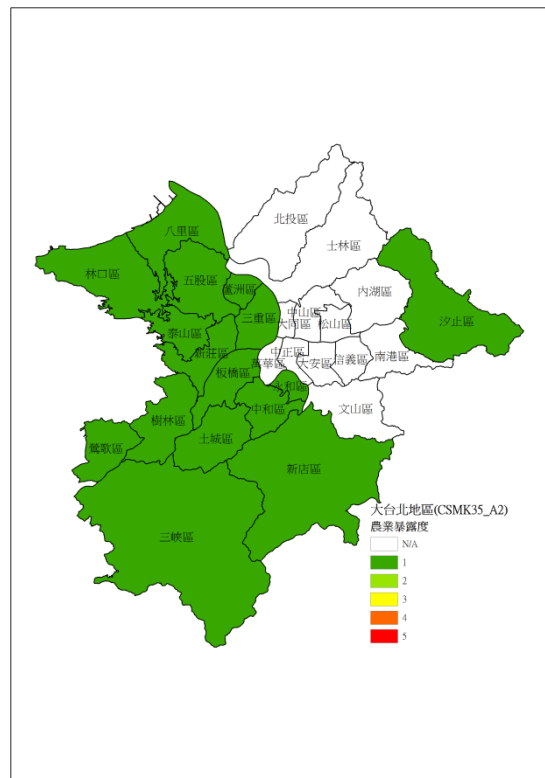 北投區
士林區
八里區
林口區
五股區
蘆洲區
內湖區
汐止區
三重區
中山區
大同區
松山區
泰山區
新莊區
中正區
萬華區
大安區
信義區
南港區
板橋區
永和區
文山區
樹林區
中和區
土城區
鶯歌區
新店區
三峽區
大台北地區(CSMK35_A2)
農業暴露度
N/A
1
2
3
4
5